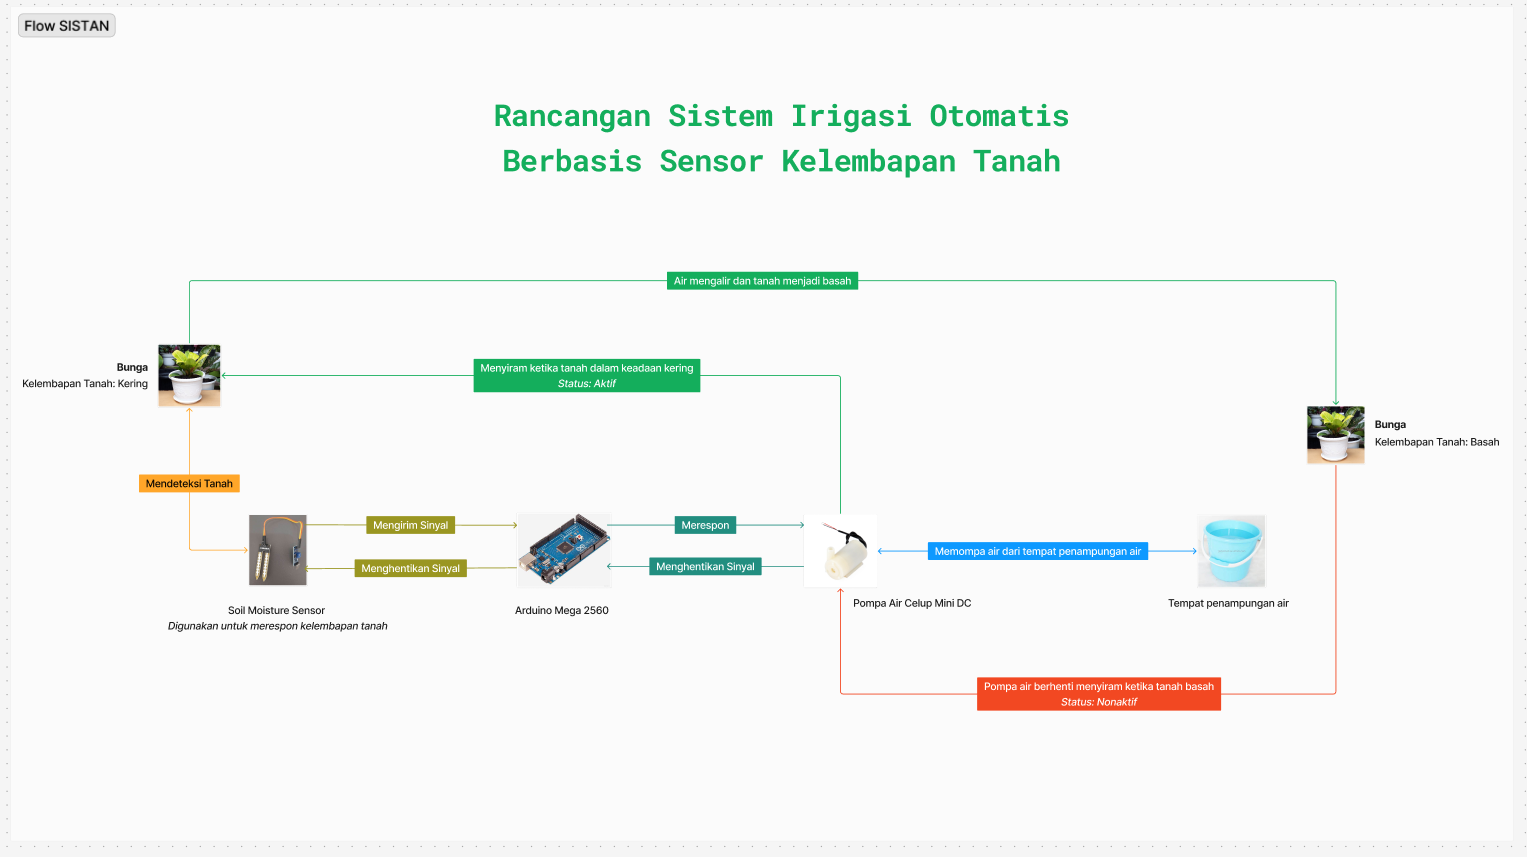 Flow SISTAN
Rancangan Sistem Irigasi Otomatis
Berbasis Sensor Kelembapan Tanah
Air mengalir dan tanah menjadi basah
Bunga
Kelembapan Tanah: Kering
Menyiram ketika tanah dalam keadaan kering
Status: Aktif
Bunga
Kelembapan Tanah: Basah
Mendeteksi Tanah
Mengirim Sinyal
Merespon
Memompa air dari tempat penampungan air
Menghentikan Sinyal
Menghentikan Sinyal
Soil Moisture Sensor
Digunakan untuk merespon kelembapan tanah
Arduino Mega 2560
Pompa Air Celup Mini DC
Tempat penampungan air
Pompa air berhenti menyiram ketika tanah basah
Status: Nonaktif